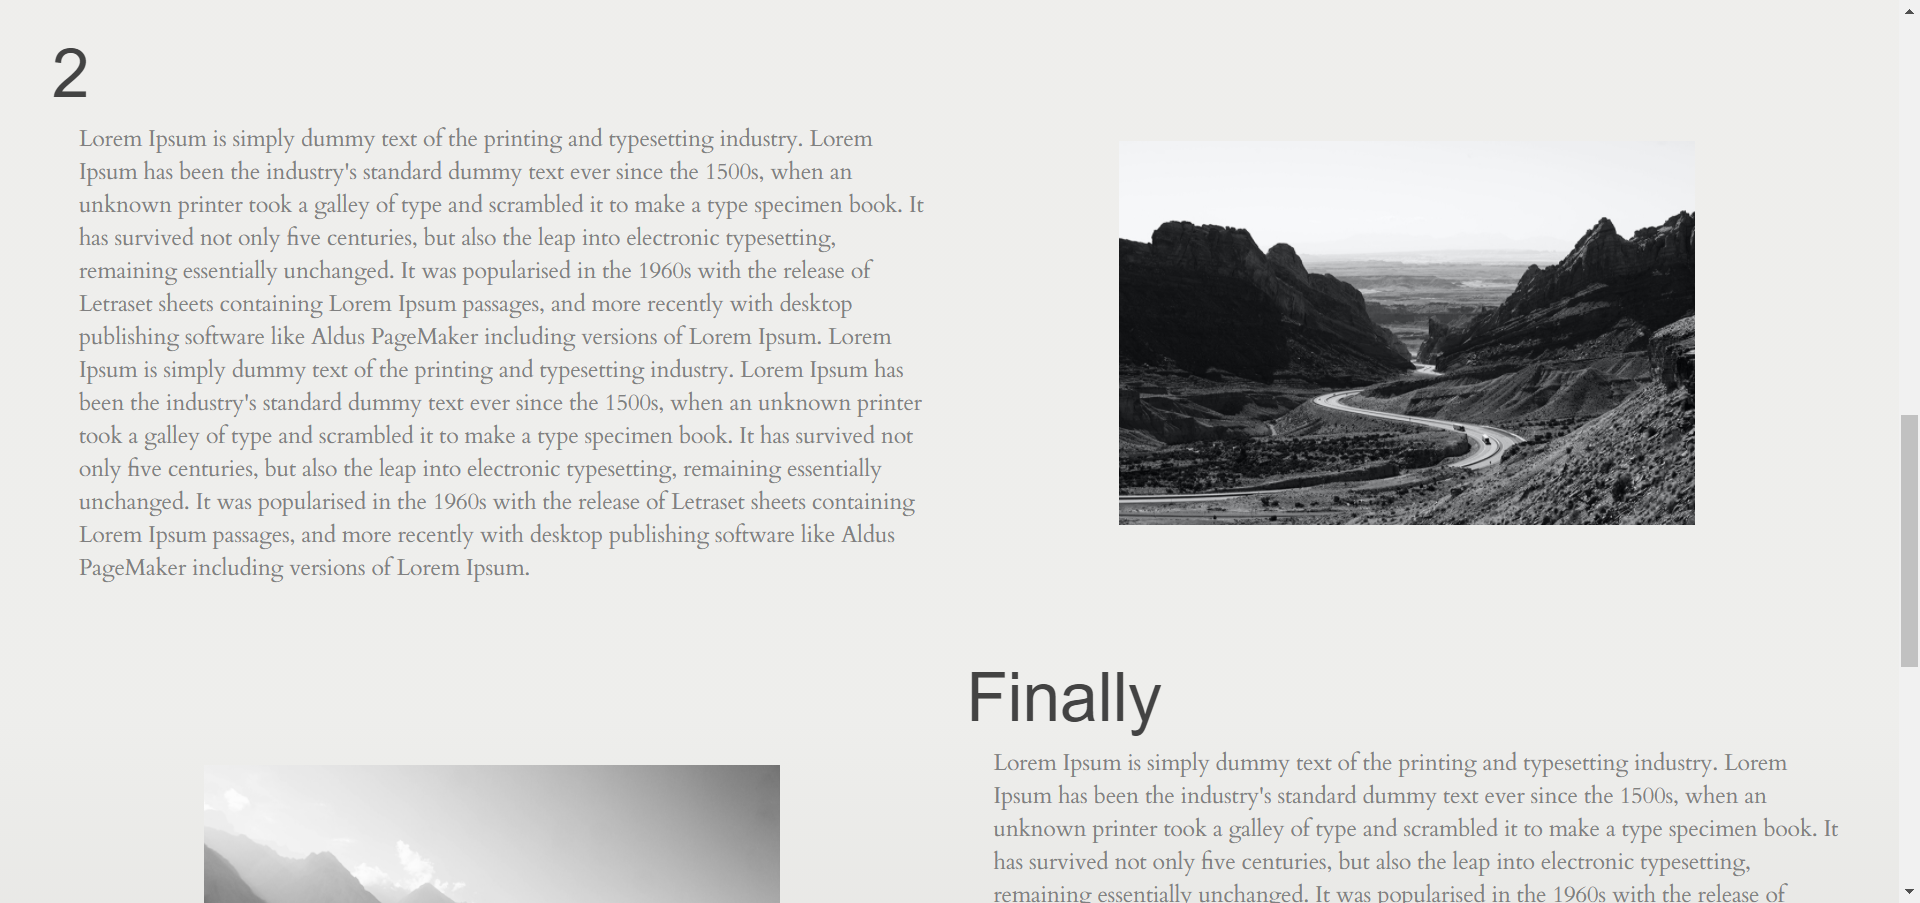 2
Lorem Ipsum is simply dummy text of the printing and typesetting industry. Lorem
Ipsum has been the industry's standard dummy text ever since the 1500s, when an
unknown printer took a galley of type and scrambled it to make a type specimen book. It
has survived not only five centuries, but also the leap into electronic typesetting,
remaining essentially unchanged. It was popularised in the 1960s with the release of
Letraset sheets containing Lorem Ipsum passages, and more recently with desktop
publishing software like Aldus PageMaker including versions of Lorem Ipsum. Lorem
Ipsum is simply dummy text of the printing and typesetting industry. Lorem Ipsum has
been the industry's standard dummy text ever since the 1500s, when an unknown printer
took a galley of type and scrambled it to make a type specimen book. It has survived not
only five centuries, but also the leap into electronic typesetting, remaining essentially
unchanged. It was popularised in the 1960s with the release of Letraset sheets containing
Lorem Ipsum passages, and more recently with desktop publishing software like Aldus
PageMaker including versions of Lorem Ipsum.
Finally
Lorem Ipsum is simply dummy text of the printing and typesetting industry. Lorem
Ipsum has been the industry's standard dummy text ever since the 1500s, when an
unknown printer took a galley of type and scrambled it to make a type specimen book. It
has survived not only five centuries, but also the leap into electronic typesetting,
remaining essentially unchanged. It was popularised in the 1960s with the release of